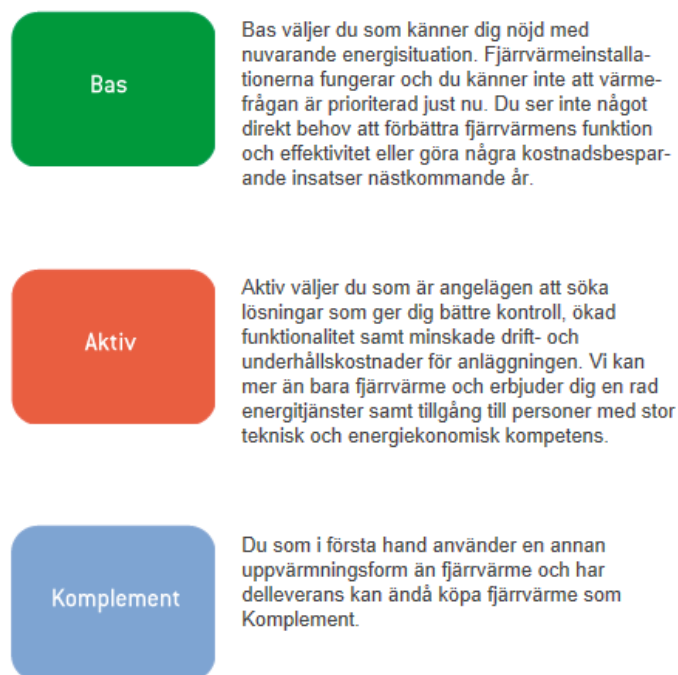 Bas
Bas väljer du som känner dig nöjd med
nuvarande energisituation. Fjärrvärmeinstalla-
tionerna fungerar och du känner inte att värme-
frågan är prioriterad just nu. Du ser inte något
direkt behov att förbättra fjärrvärmens funktion
och effektivitet eller göra några kostnadsbespar-
ande insatser nästkommande år.
Aktiv
Aktiv väljer du som är angelägen att söka
lösningar som ger dig bättre kontroll, ökad
funktionalitet samt minskade drift- och
underhållskostnader för anläggningen. Vi kan
mer än bara fjärrvärme och erbjuder dig en rad
energitjänster samt tillgång till personer med stor
teknisk och energiekonomisk kompetens.
Komplement
Du som i första hand använder en annan
uppvärmningsform än fjärrvärme och har
delleverans kan ändå köpa fjärrvärme som
Komplement.